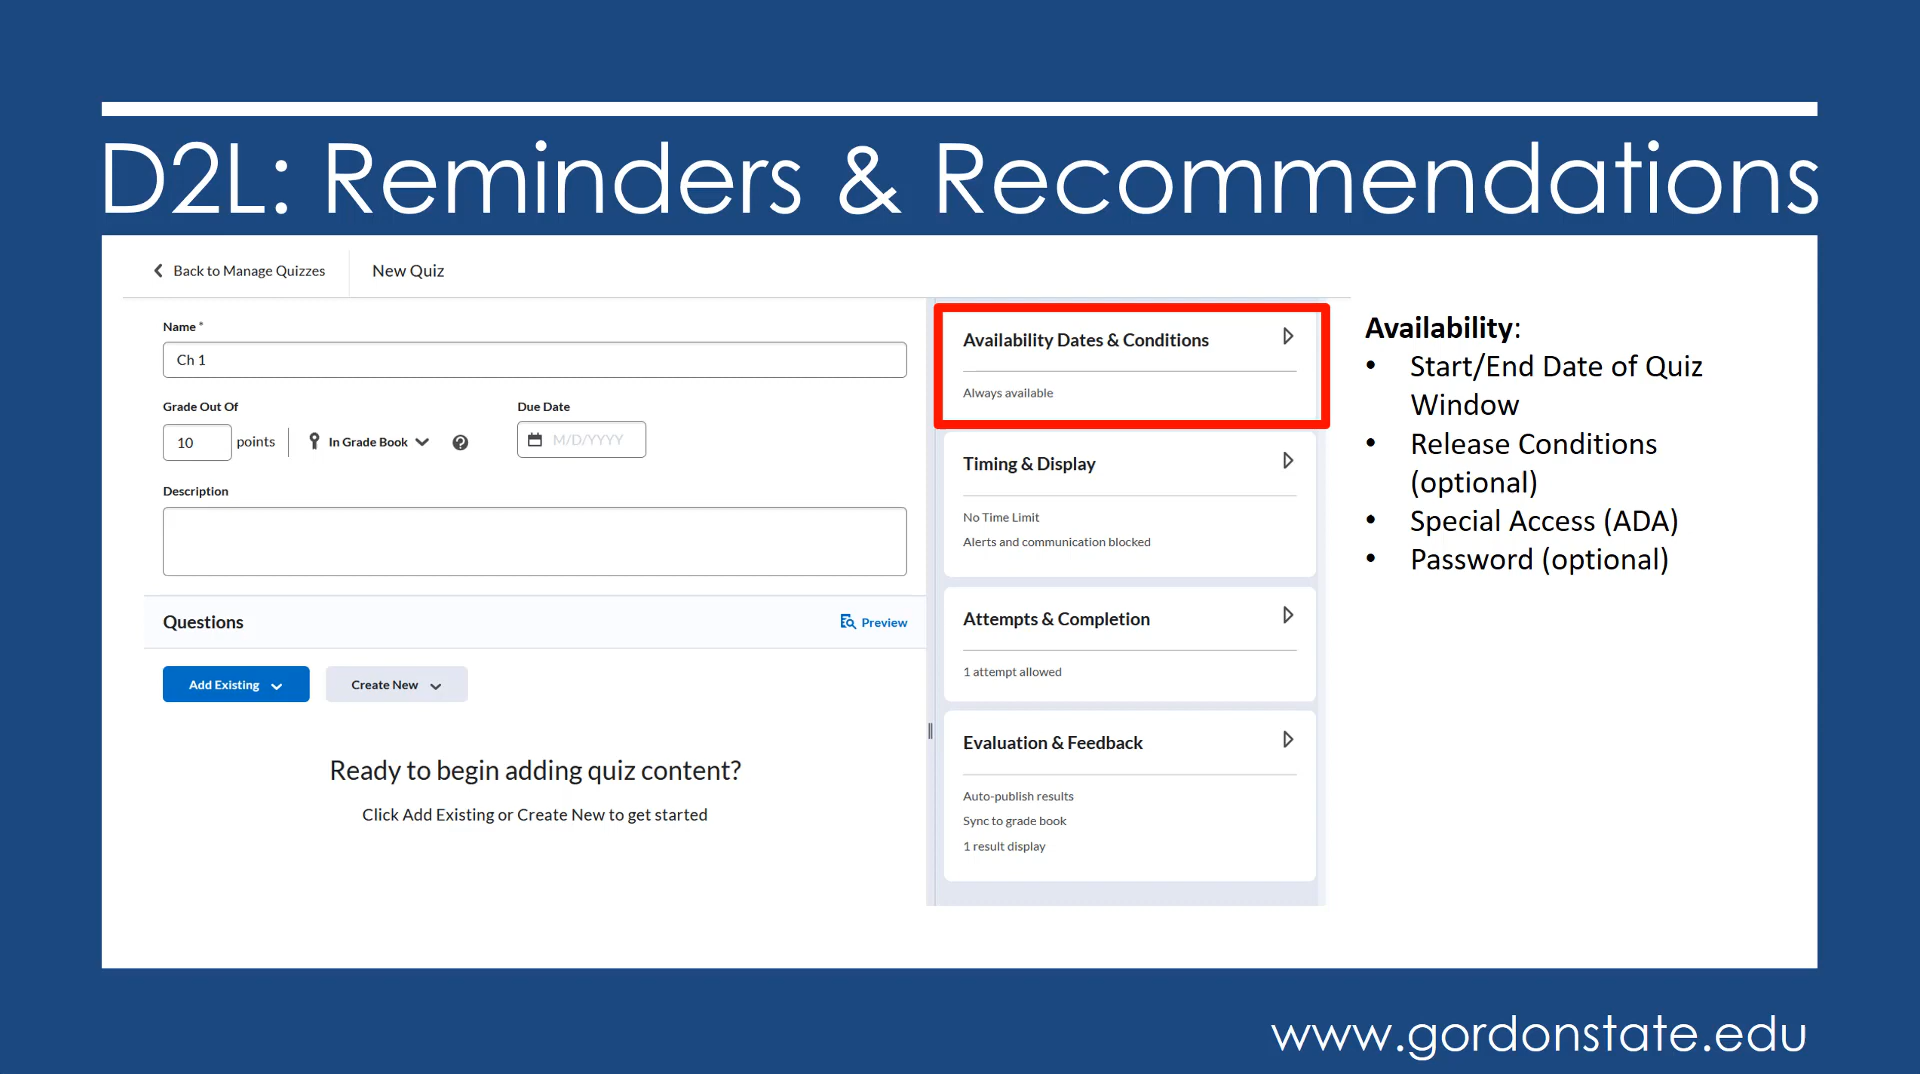 D2L: Reminders & Recommendations
Back to Manage Quizzes
New Quiz
Name *
Ch 1
Grade Out Of
Due Date
10 points
In Grade Book
M/D/YYYY
Description
Questions
Preview
Add Existing
Create New
Ready to begin adding quiz content?
Click Add Existing or Create New to get started
Availability Dates & Conditions
Always available
Timing & Display
No Time Limit
Alerts and communication blocked
Attempts & Completion
1 attempt allowed
Evaluation & Feedback
Auto-publish results
Sync to grade book
1 result display
Availability:
• Start/End Date of Quiz
Window
• Release Conditions
(optional)
• Special Access (ADA)
• Password (optional)
www.gordonstate.edu